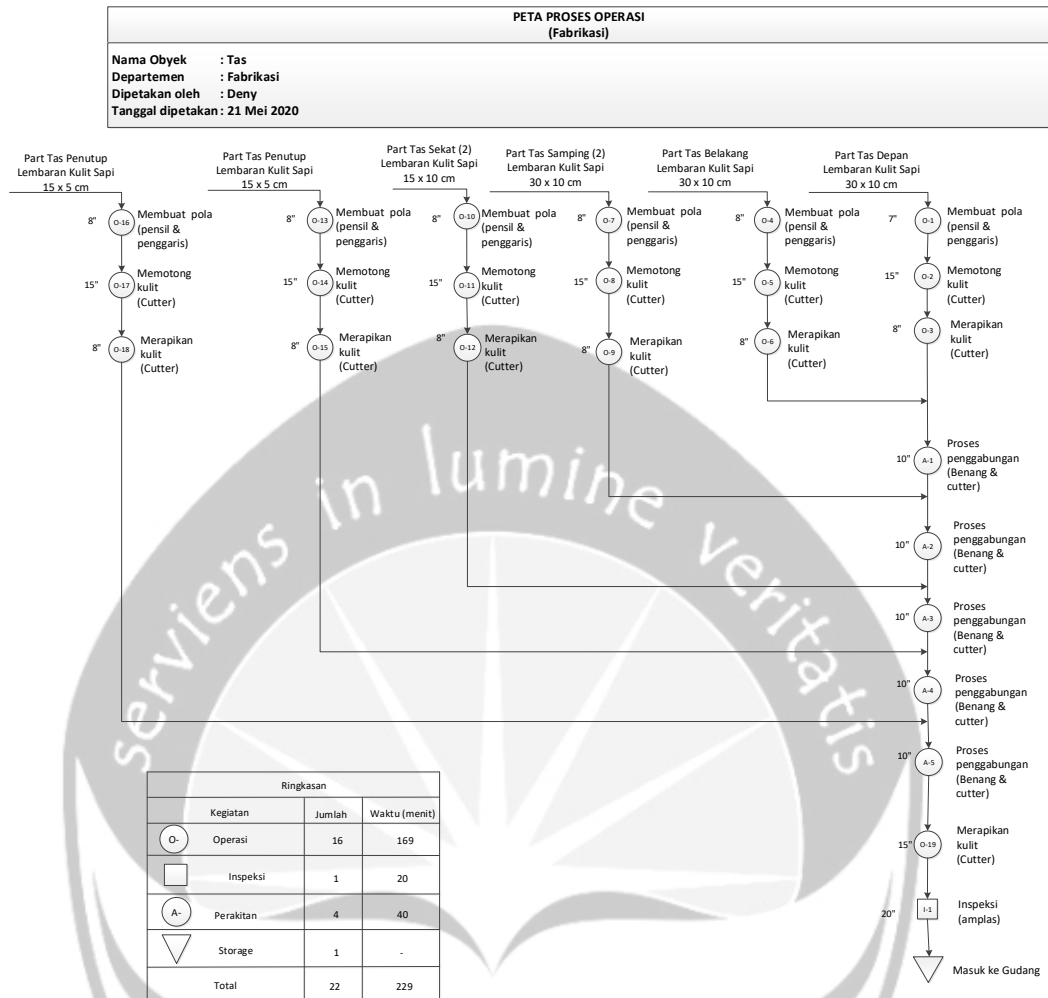 PETA PROSES OPERASI
(Fabrikasi)
Nama Obyek : Tas
Departemen : Fabrikasi
Dipetakan oleh : Deny
Tanggal dipetakan : 21 Mei 2020
Part Tas Penutup
Lembaran Kulit Sapi
15 x 5 cm
8" O-16 Membuat pola
(pensil &
penggaris)
15" O-17 Memotong
kulit
(Cutter)
8" O-18 Merapikan
kulit
(Cutter)
Part Tas Penutup
Lembaran Kulit Sapi
15 x 5 cm
8" O-13 Membuat pola
(pensil &
penggaris)
15" O-14 Memotong
kulit
(Cutter)
8" O-15 Merapikan
kulit
(Cutter)
Part Tas Sekat (2)
Lembaran Kulit Sapi
15 x 10 cm
8" O-10 Membuat pola
(pensil &
penggaris)
15" O-11 Memotong
kulit
(Cutter)
8" O-12 Merapikan
kulit
(Cutter)
Part Tas Samping (2)
Lembaran Kulit Sapi
30 x 10 cm
8" O-7 Membuat pola
(pensil &
penggaris)
15" O-8 Memotong
kulit
(Cutter)
8" O-9 Merapikan
kulit
(Cutter)
Part Tas Belakang
Lembaran Kulit Sapi
30 x 10 cm
8" O-4 Membuat pola
(pensil &
penggaris)
15" O-5 Memotong
kulit
(Cutter)
8" O-6 Merapikan
kulit
(Cutter)
Part Tas Depan
Lembaran Kulit Sapi
30 x 10 cm
7" O-1 Membuat pola
(pensil &
penggaris)
15" O-2 Memotong
kulit
(Cutter)
8" O-3 Merapikan
kulit
(Cutter)
10" A-1 Proses
penggabungan
(Benang &
cutter)
10" A-2 Proses
penggabungan
(Benang &
cutter)
10" A-3 Proses
penggabungan
(Benang &
cutter)
10" A-4 Proses
penggabungan
(Benang &
cutter)
10" A-5 Proses
penggabungan
(Benang &
cutter)
15" O-19 Merapikan
kulit
(Cutter)
20" I-1 Inspeksi
(amplas)
Masuk ke Gudang
Ringkasan
Kegiatan Jumlah Waktu (menit)
O- Operasi 16 169
Inspeksi 1 20
A- Perakitan 4 40
Storage 1 -
Total 22 229
serviens in lumine veritatis